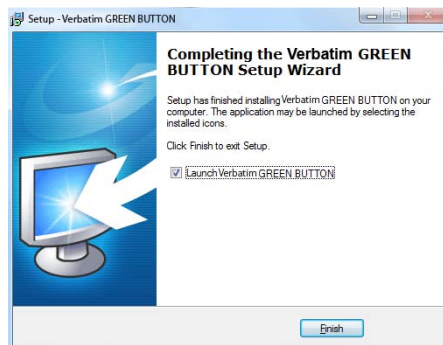 Setup - Verbatim GREEN BUTTON
Completing the Verbatim GREEN
BUTTON Setup Wizard
Setup has finished installing Verbatim GREEN BUTTON on your
computer. The application may be launched by selecting the
installed icons.
Click Finish to exit Setup.
Launch Verbatim GREEN BUTTON
Finish